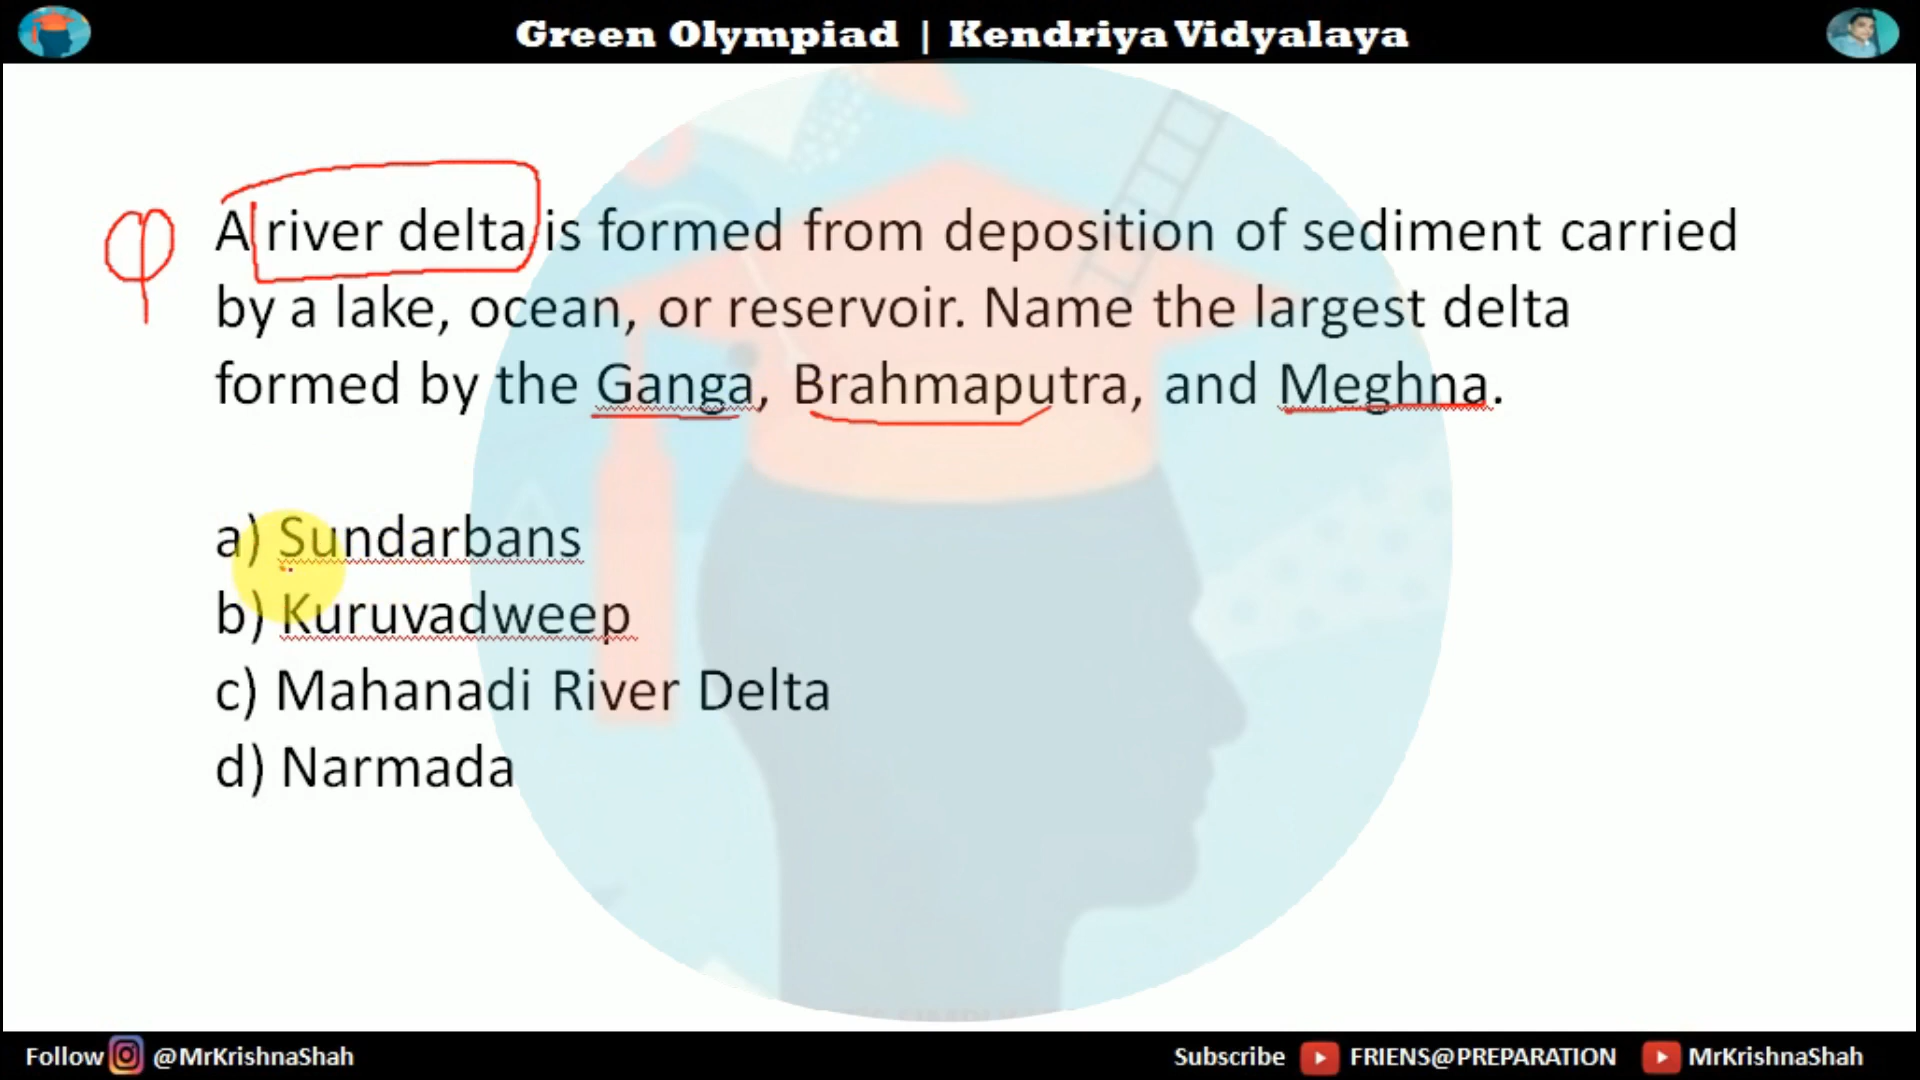 Green Olympiad | Kendriya Vidyalaya
A river delta is formed from deposition of sediment carried
by a lake, ocean, or reservoir. Name the largest delta
formed by the Ganga, Brahmaputra, and Meghna.
a) Sundarbans
b) Kuruvadweep
c) Mahanadi River Delta
d) Narmada
Follow @MrKrishnaShah
Subscribe FRIENS@PREPARATION MrKrishnaShah